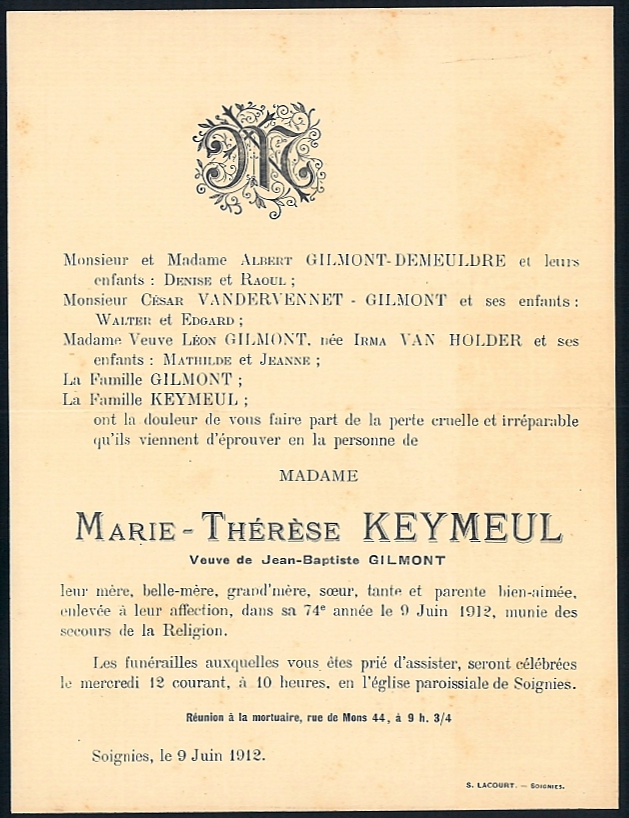 M
Monsieur et Madame ALBERT GILMONT-DEMEULDRE et leurs
enfants : DENISE et RAOUL ;
Monsieur CÉSAR VANDERVENNET - GILMONT et ses enfants :
WALTER et EDGARD ;
Madame Veuve LÉON GILMONT, née IRMA VAN HOLDER et ses
enfants : MATHILDE et JEANNE ;
La Famille GILMONT ;
La Famille KEYMEUL ;
ont la douleur de vous faire part de la perte cruelle et irréparable
qu'ils viennent d'éprouver en la personne de
MADAME
MARIE-THÉRÈSE KEYMEUL
Veuve de Jean-Baptiste GILMONT
leur mère, belle-mère, grand'mère, sœur, tante et parente bien-aimée,
enlevée à leur affection, dans sa 74e année le 9 Juin 1912, munie des
secours de la Religion.
Les funérailles auxquelles vous êtes prié d'assister, seront célébrées
le mercredi 12 courant, à 10 heures, en l'église paroissiale de Soignies.
Réunion à la mortuaire, rue de Mons 44, à 9 h. 3/4
Soignies, le 9 Juin 1912.
S. LACOURT. — SOIGNIES.